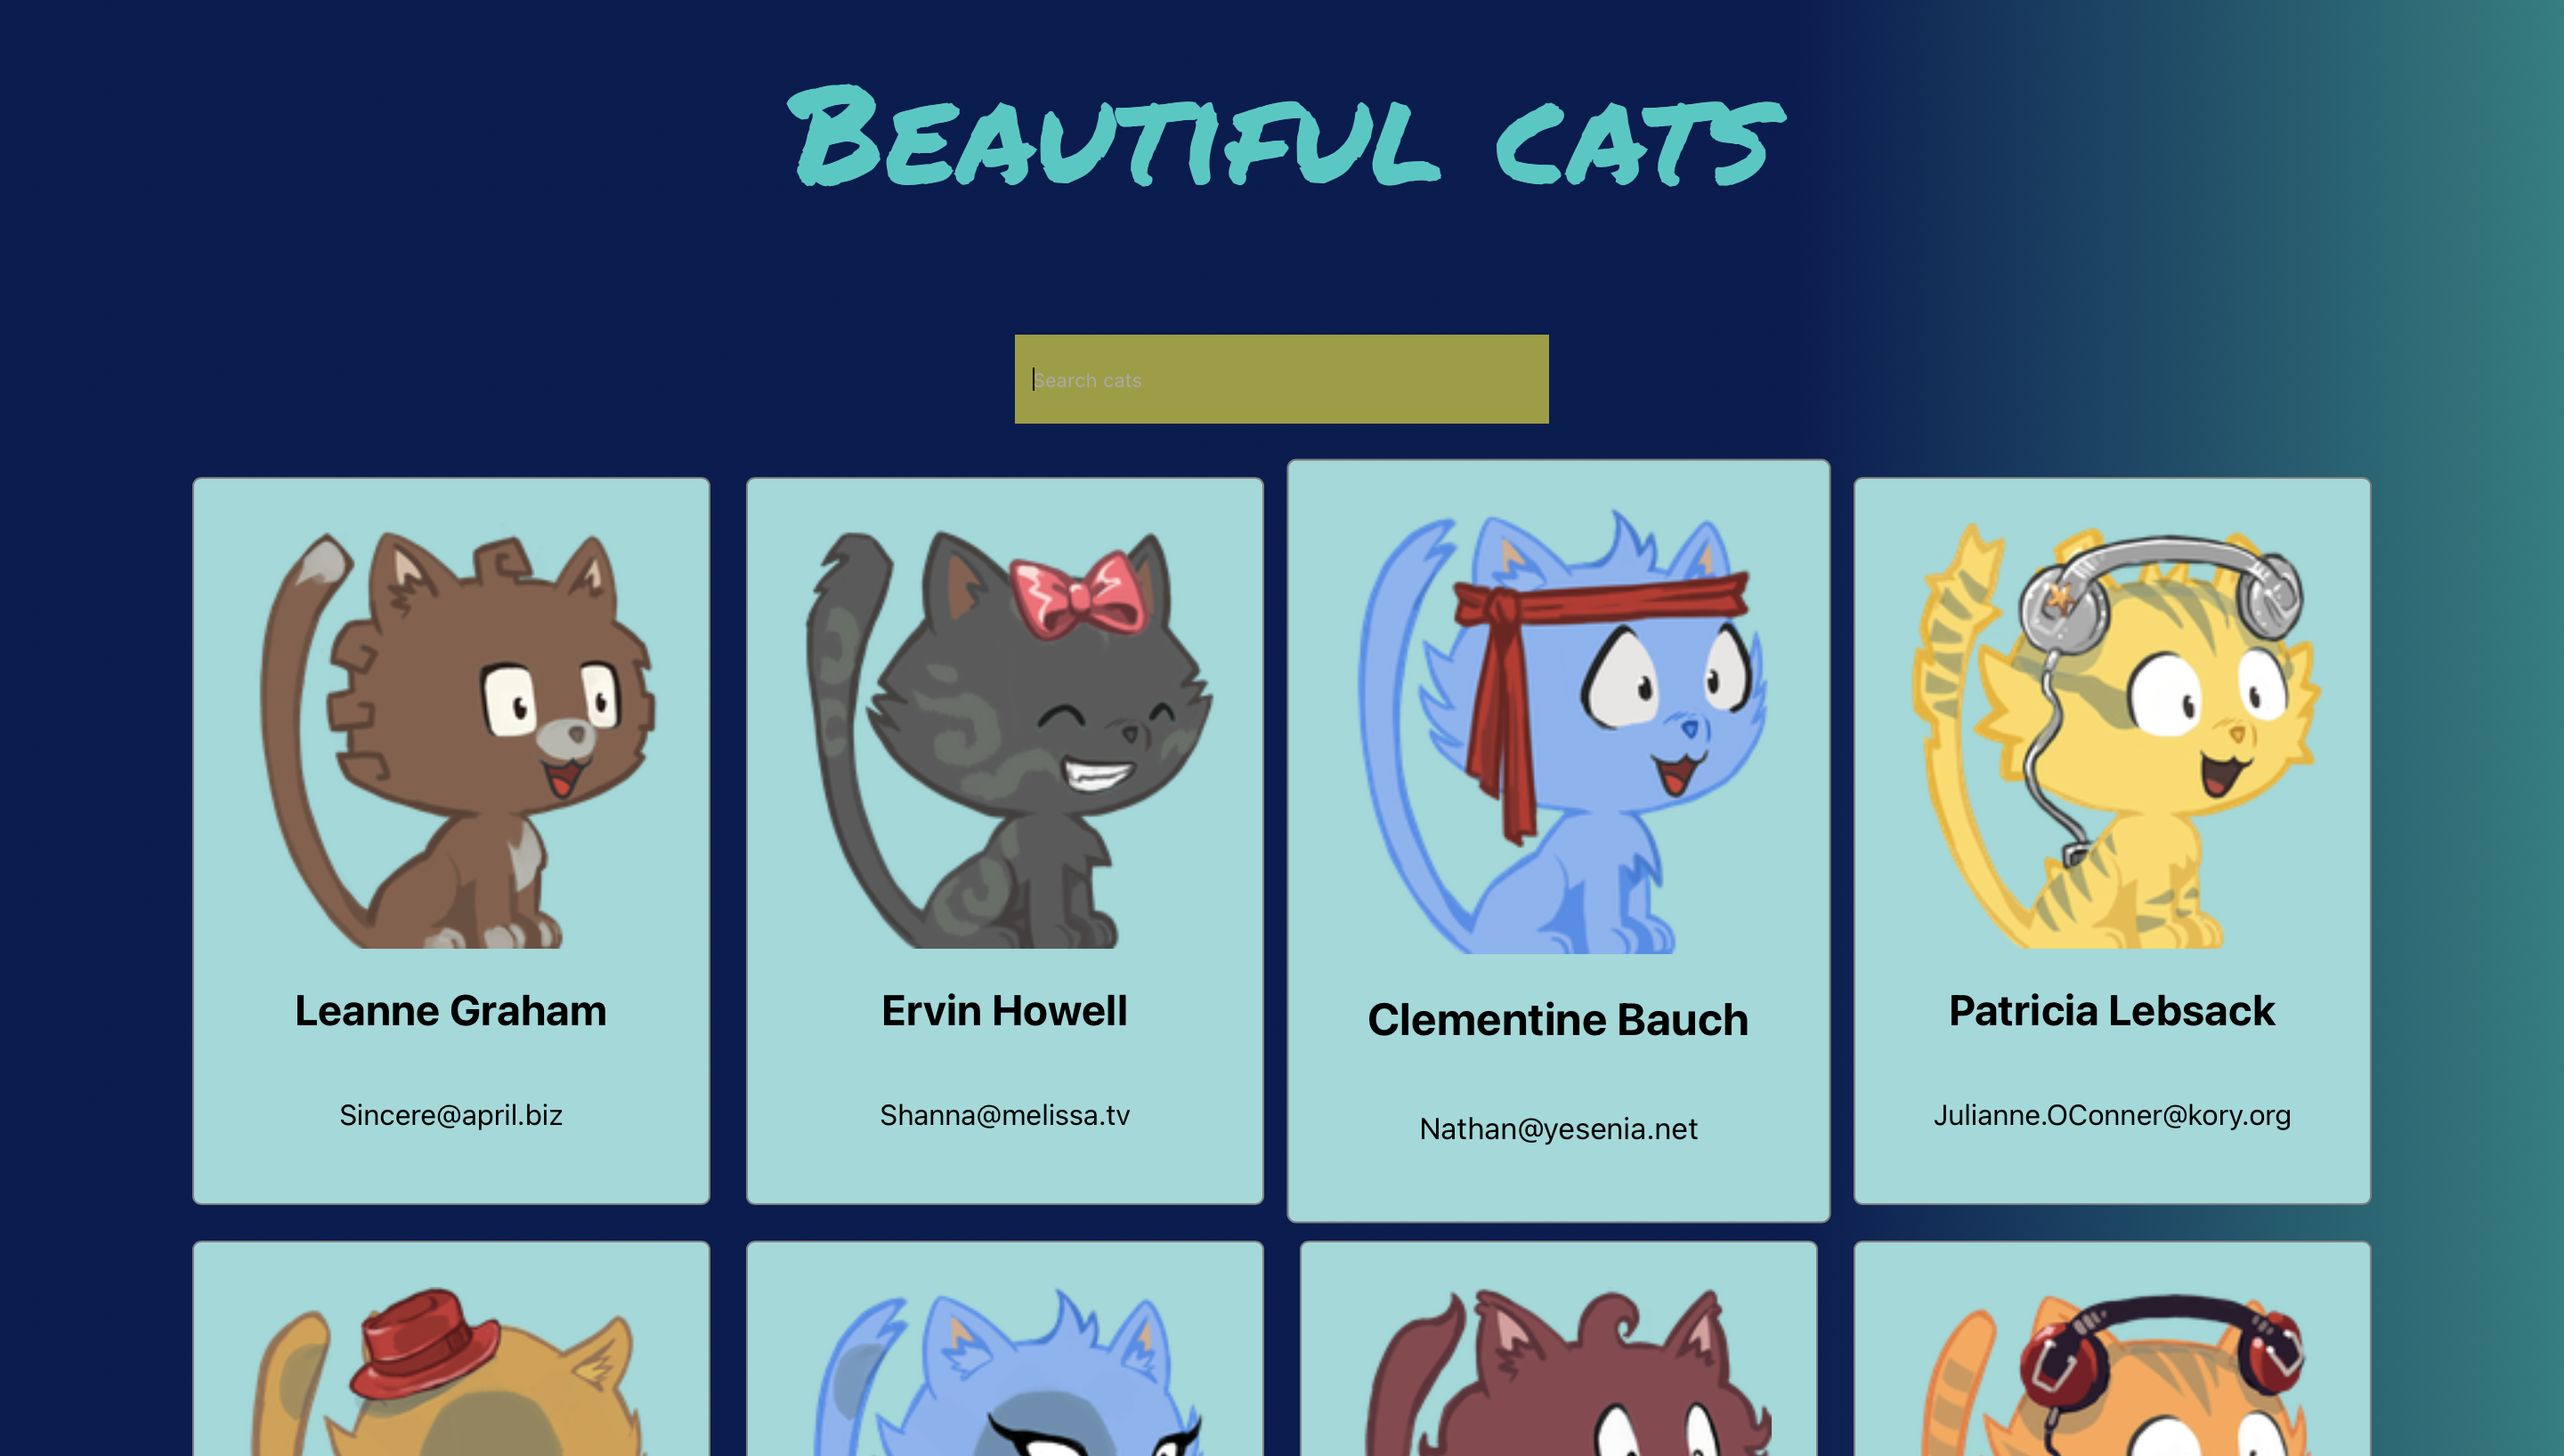 Beautiful cats
Search cats
Leanne Graham
Sincere@april.biz
Ervin Howell
Shanna@melissa.tv
Clementine Bauch
Nathan@yesenia.net
Patricia Lebsack
Julianne.OConner@kory.org